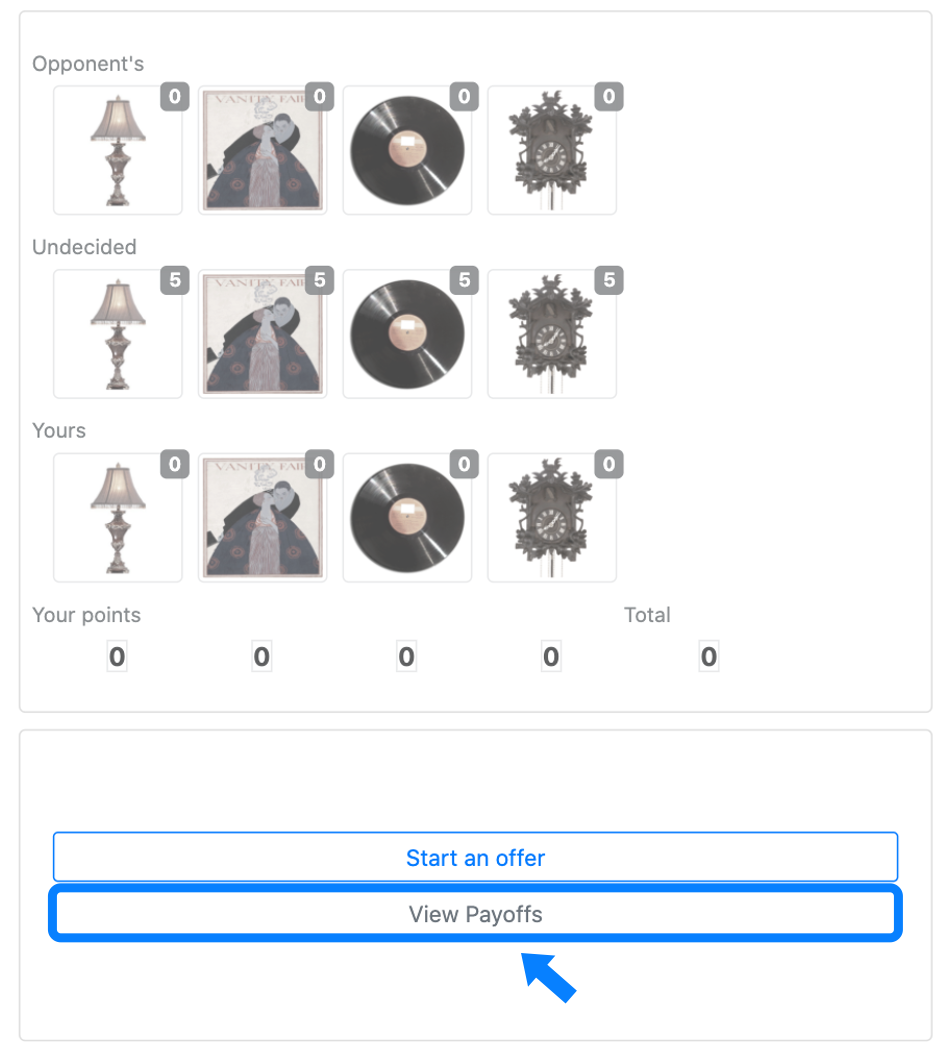 Opponent's
0 0 0 0
VANITY FAIR
Undecided
5 5 5 5
VANITY FAIR
Yours
0 0 0 0
VANITY FAIR
Your points Total
0 0 0 0 0
Start an offer
View Payoffs